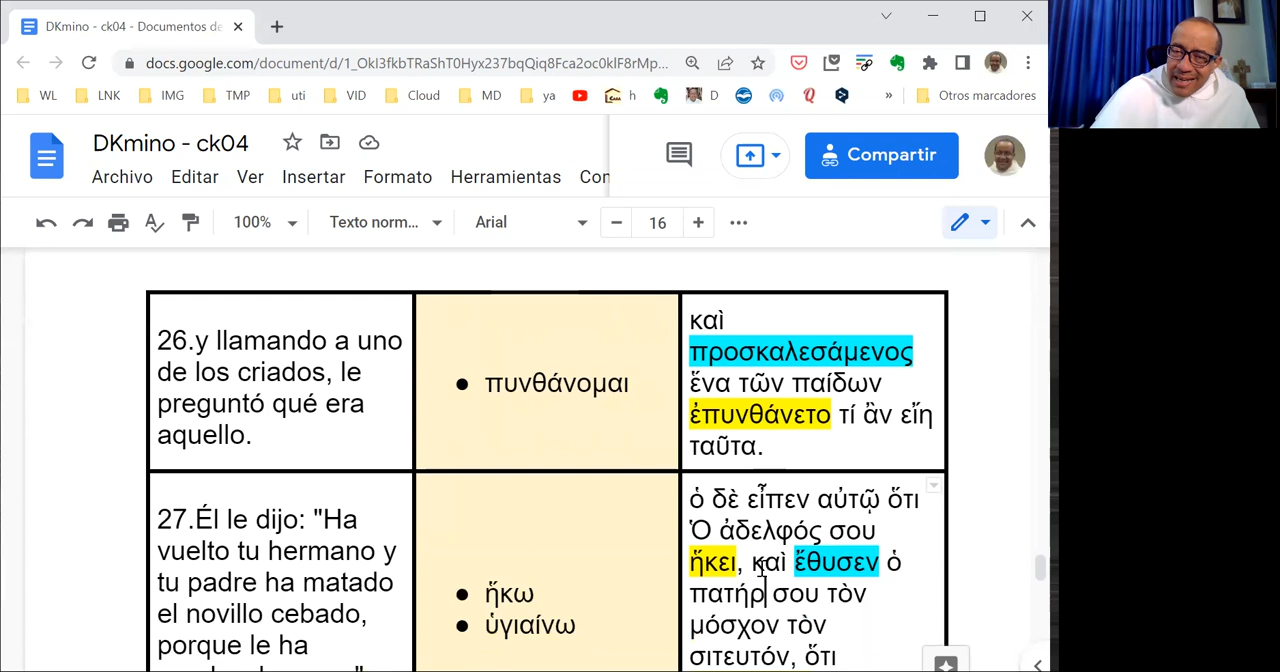 DKmino - ck04 - Documentos de
docs.google.com/document/d/1_OkI3fkbTRaShT0Hyx237bqQiq8Fca2oc0klF8rMp...
WL LNK IMG TMP uti VID Cloud MD ya h D » Otros marcadores
DKmino - ck04
Compartir
Archivo Editar Ver Insertar Formato Herramientas Con
100% Texto norm... Arial 16
26.y llamando a uno
de los criados, le
preguntó qué era
aquello.
• πυνθάνομαι
καὶ
προσκαλεσάμενος
ἕνα τῶν παίδων
ἐπυνθάνετο τί ἂν εἴη
ταῦτα.
27.Él le dijo: "Ha
vuelto tu hermano y
tu padre ha matado
el novillo cebado,
porque le ha
• ἥκω
• ὑγιαίνω
ὁ δὲ εἶπεν αὐτῷ ὅτι
Ὁ ἀδελφός σου
ἥκει, καὶ ἔθυσεν ὁ
πατήρ σου τὸν
μόσχον τὸν
σιτευτόν, ὅτι